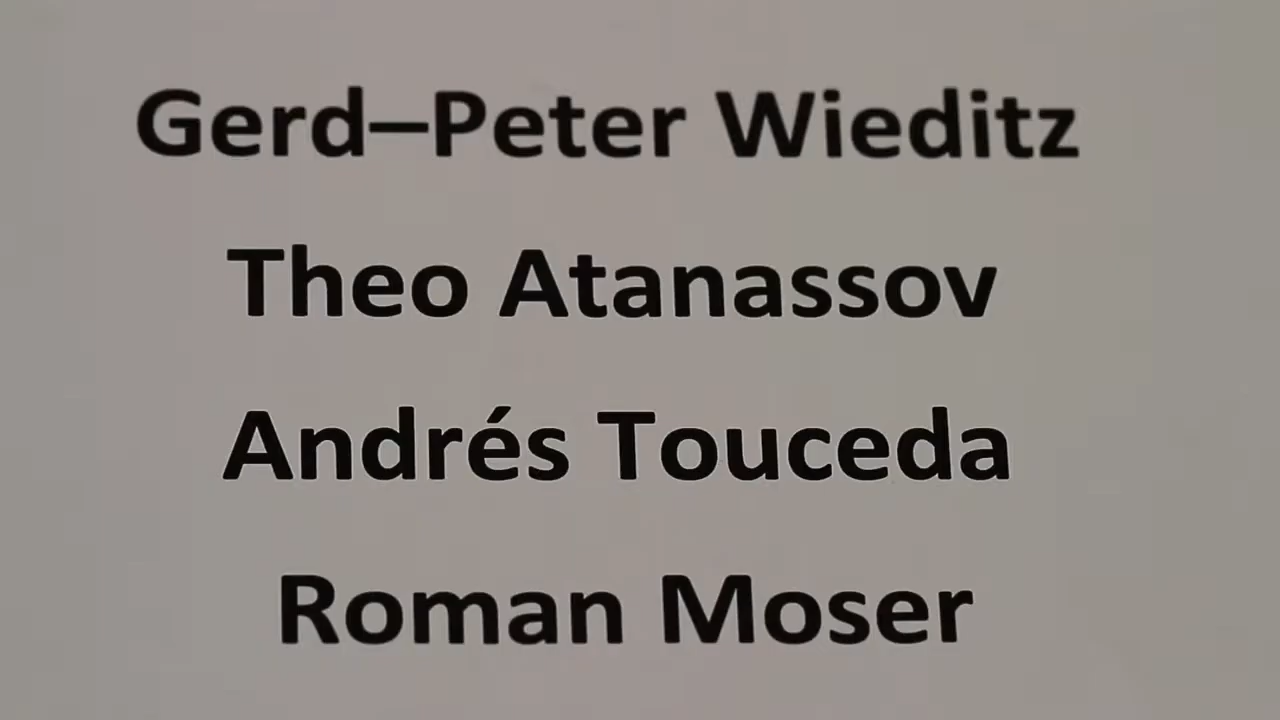 Gerd–Peter Wieditz
Theo Atanassov
Andrés Touceda
Roman Moser